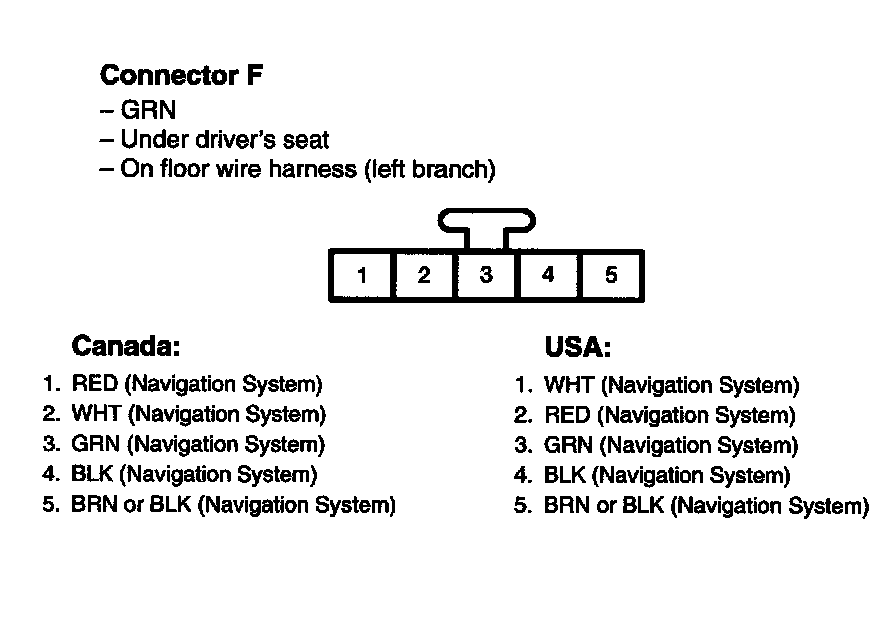 Connector F
– GRN
– Under driver's seat
– On floor wire harness (left branch)
1 2 3 4 5
Canada:
1. RED (Navigation System)
2. WHT (Navigation System)
3. GRN (Navigation System)
4. BLK (Navigation System)
5. BRN or BLK (Navigation System)
USA:
1. WHT (Navigation System)
2. RED (Navigation System)
3. GRN (Navigation System)
4. BLK (Navigation System)
5. BRN or BLK (Navigation System)